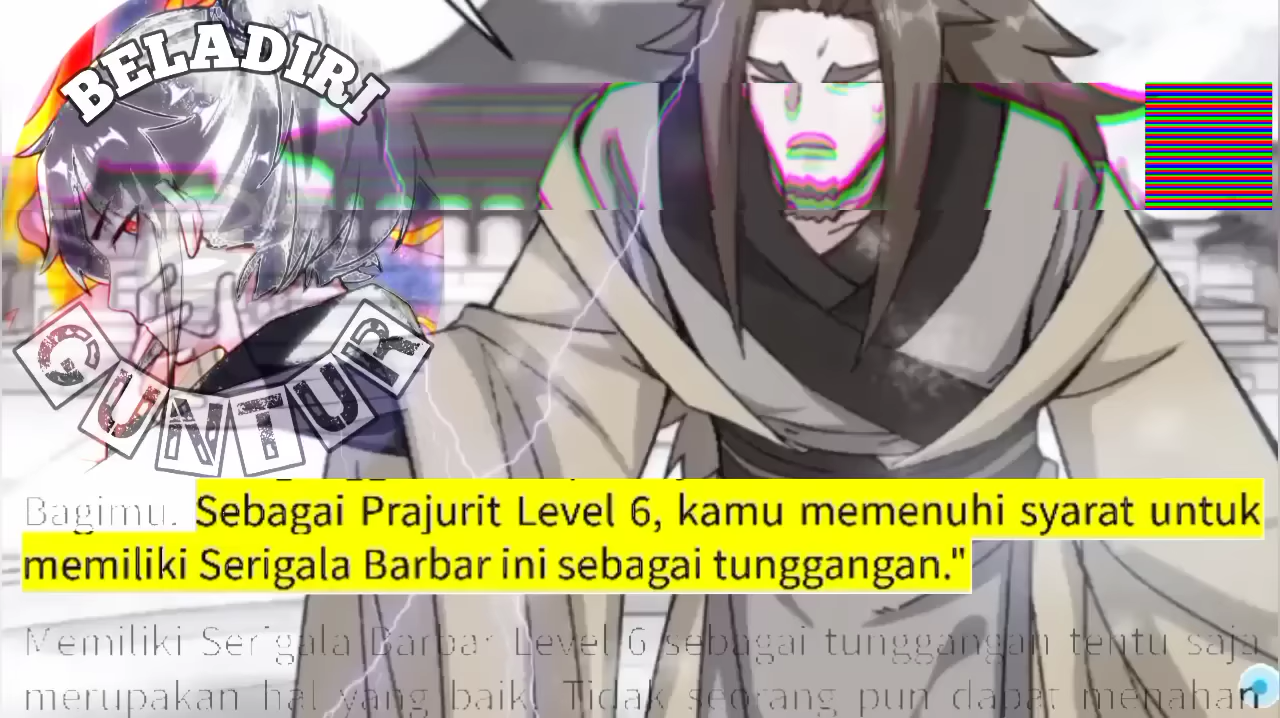 BELADIRI
GUNTUR
Bagimu. Sebagai Prajurit Level 6, kamu memenuhi syarat untuk
memiliki Serigala Barbar ini sebagai tunggangan."
Memiliki Serigala Barbar Level 6 sebagai tunggangan tentu saja
merupakan hal yang baik. Tidak seorang pun dapat menahan